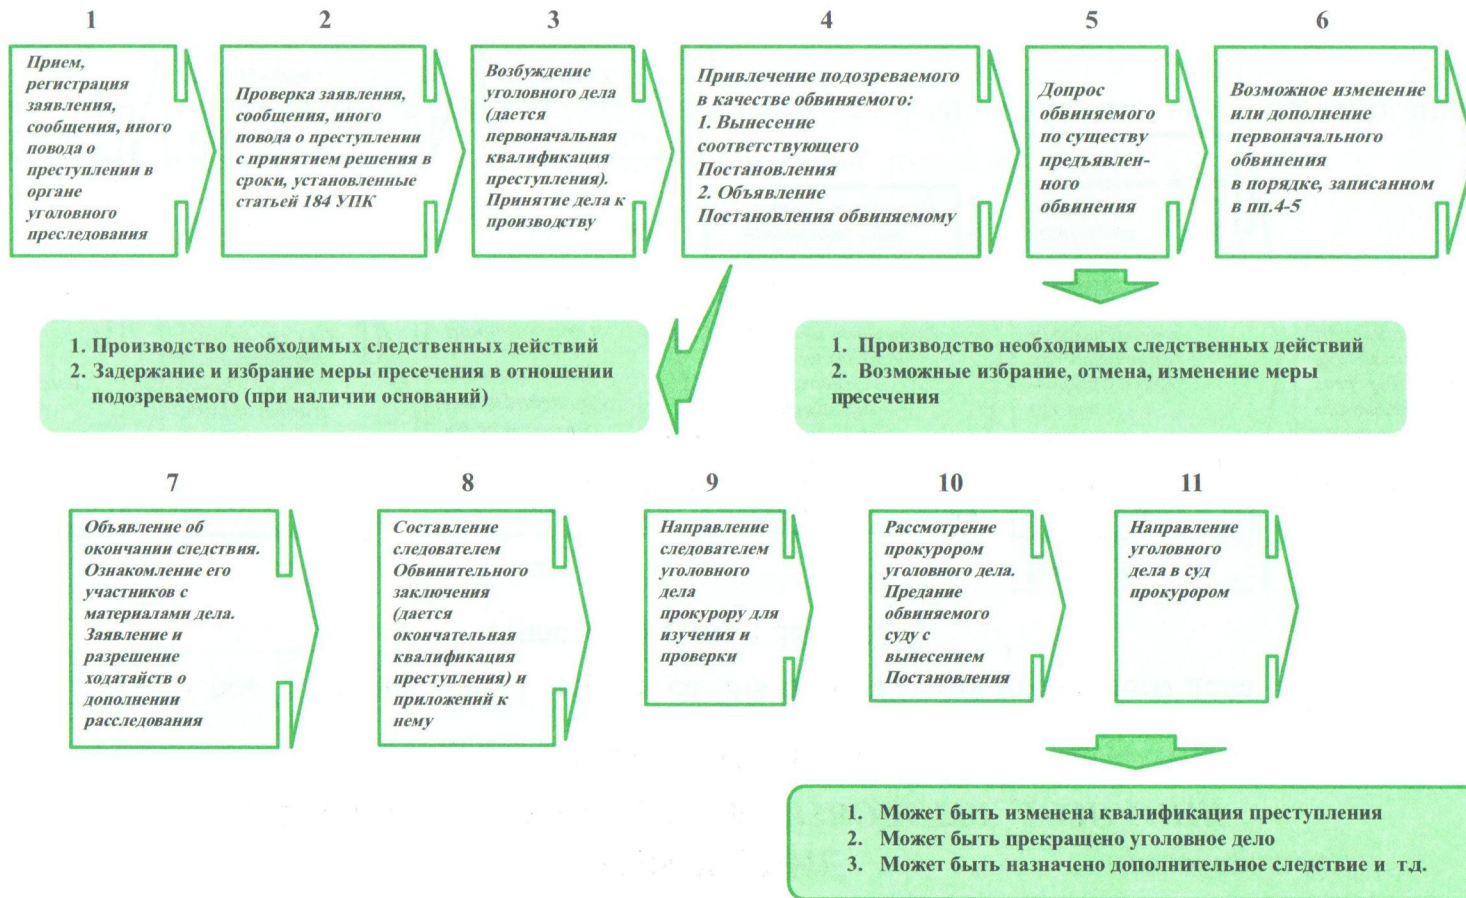 1
Прием,
регистрация
заявления,
сообщения, иного
повода о
преступлении в
органе
уголовного
преследования
2
Проверка заявления,
сообщения, иного
повода о преступлении
с принятием решения в
сроки, установленные
статьей 184 УПК
3
Возбуждение
уголовного дела
(дается
первоначальная
квалификация
преступления).
Принятие дела к
производству
4
Привлечение подозреваемого
в качестве обвиняемого:
1. Вынесение
соответствующего
Постановления
2. Объявление
Постановления обвиняемому
5
Допрос
обвиняемого
по существу
предъявлен-
ного
обвинения
6
Возможное изменение
или дополнение
первоначального
обвинения
в порядке, записанном
в пп.4-5
1. Производство необходимых следственных действий
2. Задержание и избрание меры пресечения в отношении
подозреваемого (при наличии оснований)
1. Производство необходимых следственных действий
2. Возможные избрание, отмена, изменение меры
пресечения
7
Объявление об
окончании следствия.
Ознакомление его
участников с
материалами дела.
Заявление и
разрешение
ходатайств о
дополнении
расследования
8
Составление
следователем
Обвинительного
заключения
(дается
окончательная
квалификация
преступления) и
приложений к
нему
9
Направление
следователем
уголовного
дела
прокурору для
изучения и
проверки
10
Рассмотрение
прокурором
уголовного дела.
Предание
обвиняемого
суду с
вынесением
Постановления
11
Направление
уголовного
дела в суд
прокурором
1. Может быть изменена квалификация преступления
2. Может быть прекращено уголовное дело
3. Может быть назначено дополнительное следствие и т.д.